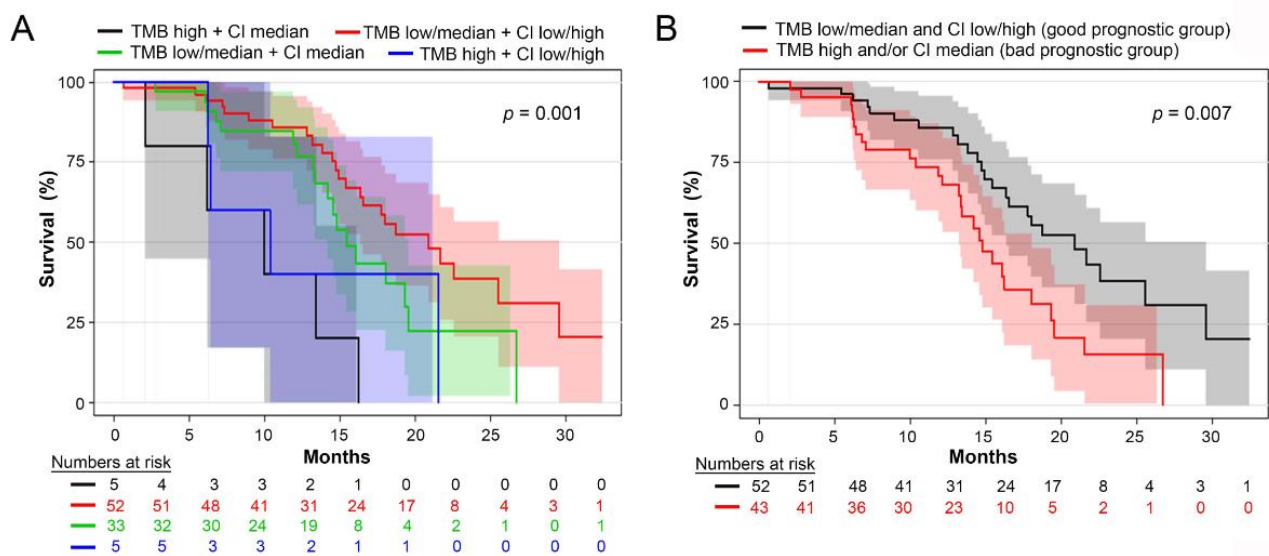 A
TMB high + CI median TMB low/median + CI low/high
TMB low/median + CI median TMB high + CI low/high
100
75
50
25
0
Survival (%)
p = 0.001
0 5 10 15 20 25 30
Months
Numbers at risk
5 4 3 3 2 1 0 0 0 0 0
52 51 48 41 31 24 17 8 4 3 1
33 32 30 24 19 8 4 2 1 0 1
5 5 3 3 2 1 1 0 0 0 0
B
TMB low/median and CI low/high (good prognostic group)
TMB high and/or CI median (bad prognostic group)
100
75
50
25
0
Survival (%)
p = 0.007
0 5 10 15 20 25 30
Months
Numbers at risk
52 51 48 41 31 24 17 8 4 3 1
43 41 36 30 23 10 5 2 1 0 0